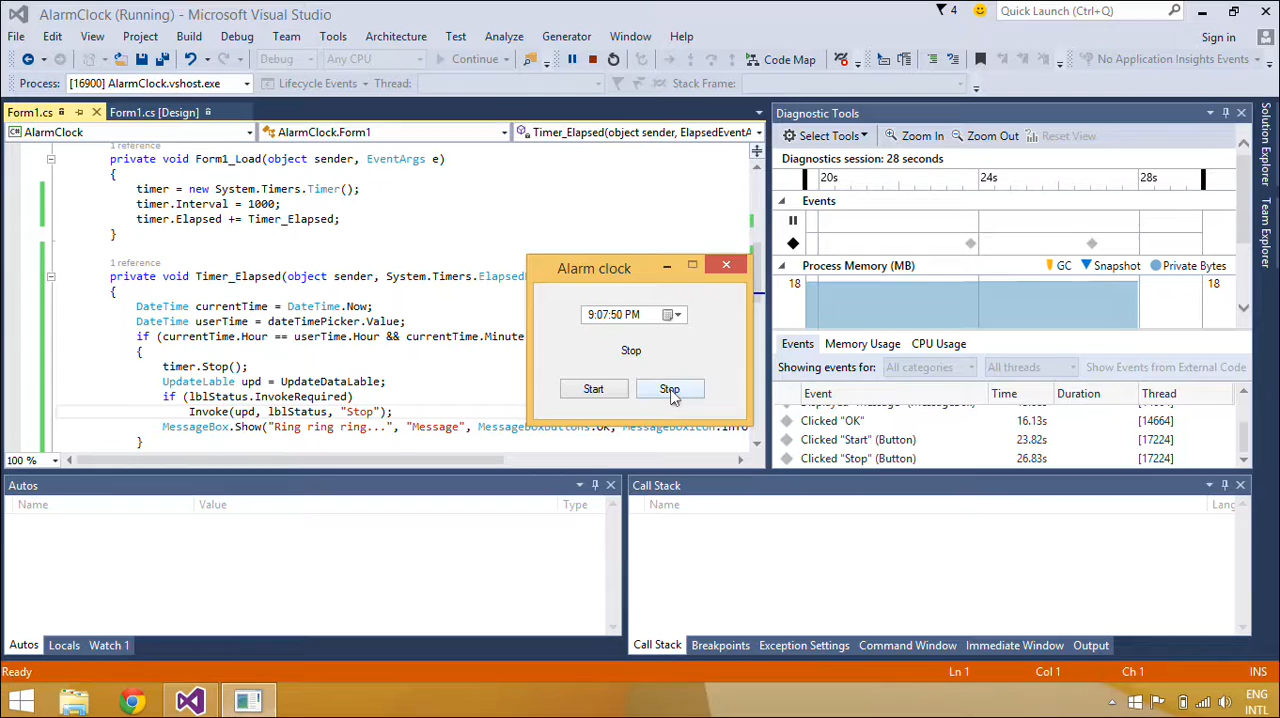 AlarmClock (Running) - Microsoft Visual Studio
4
Quick Launch (Ctrl+Q)
File Edit View Project Build Debug Team Tools Architecture Test Analyze Generator Window Help
Sign in
Debug Any CPU Continue Code Map No Application Insights Events
Process: [16900] AlarmClock.vshost.exe Lifecycle Events Thread: Stack Frame:
Form1.cs Form1.cs [Design]
AlarmClock AlarmClock.Form1 Timer_Elapsed(object sender, ElapsedEventA
1 reference
private void Form1_Load(object sender, EventArgs e)
{
timer = new System.Timers.Timer();
timer.Interval = 1000;
timer.Elapsed += Timer_Elapsed;
}
1 reference
private void Timer_Elapsed(object sender, System.Timers.Elapsed
{
DateTime currentTime = DateTime.Now;
DateTime userTime = dateTimePicker.Value;
if (currentTime.Hour == userTime.Hour && currentTime.Minute
{
timer.Stop();
UpdateLable upd = UpdateDataLable;
if (lblStatus.InvokeRequired)
Invoke(upd, lblStatus, "Stop");
MessageBox.Show("Ring ring ring...", "Message", MessageBoxButtons.OK, MessageBoxIcon.Info
}
100 %
Alarm clock
9:07:50 PM
Stop
Start Stop
Diagnostic Tools
Select Tools Zoom In Zoom Out Reset View
Diagnostics session: 28 seconds
20s 24s 28s
Events
Process Memory (MB) GC Snapshot Private Bytes
18 18
Events Memory Usage CPU Usage
Showing events for: All categories All threads Show Events from External Code
Event Time Duration Thread
Clicked "OK" 16.13s [14664]
Clicked "Start" (Button) 23.82s [17224]
Clicked "Stop" (Button) 26.83s [17224]
Solution Explorer
Team Explorer
Autos
Name Value Type
Autos Locals Watch 1
Call Stack
Name Lang
Call Stack Breakpoints Exception Settings Command Window Immediate Window Output
Ready Ln 1 Col 1 Ch 1 INS
ENG
INTL